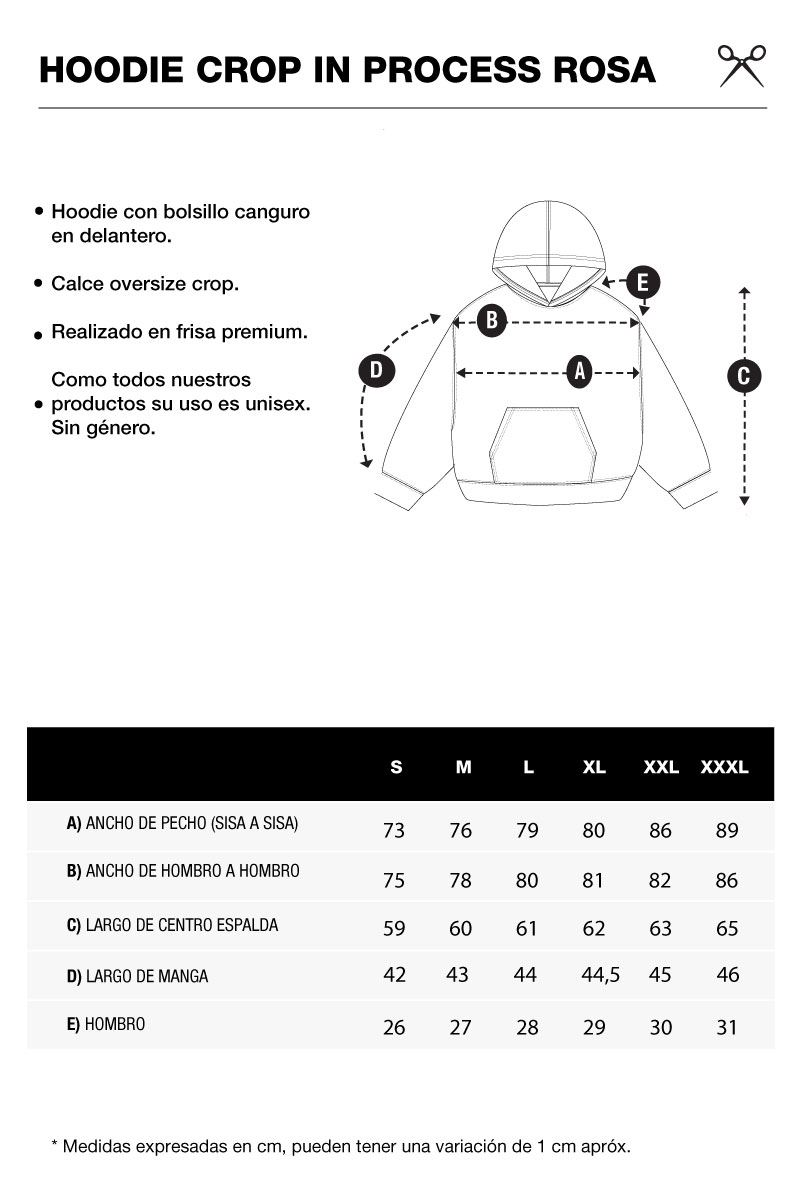 HOODIE CROP IN PROCESS ROSA
• Hoodie con bolsillo canguro
en delantero.
• Calce oversize crop.
• Realizado en frisa premium.
Como todos nuestros
• productos su uso es unisex.
Sin género.
E
B
D
A
C
S M L XL XXL XXXL
A) ANCHO DE PECHO (SISA A SISA) 73 76 79 80 86 89
B) ANCHO DE HOMBRO A HOMBRO 75 78 80 81 82 86
C) LARGO DE CENTRO ESPALDA 59 60 61 62 63 65
D) LARGO DE MANGA 42 43 44 44,5 45 46
E) HOMBRO 26 27 28 29 30 31
* Medidas expresadas en cm, pueden tener una variación de 1 cm apróx.